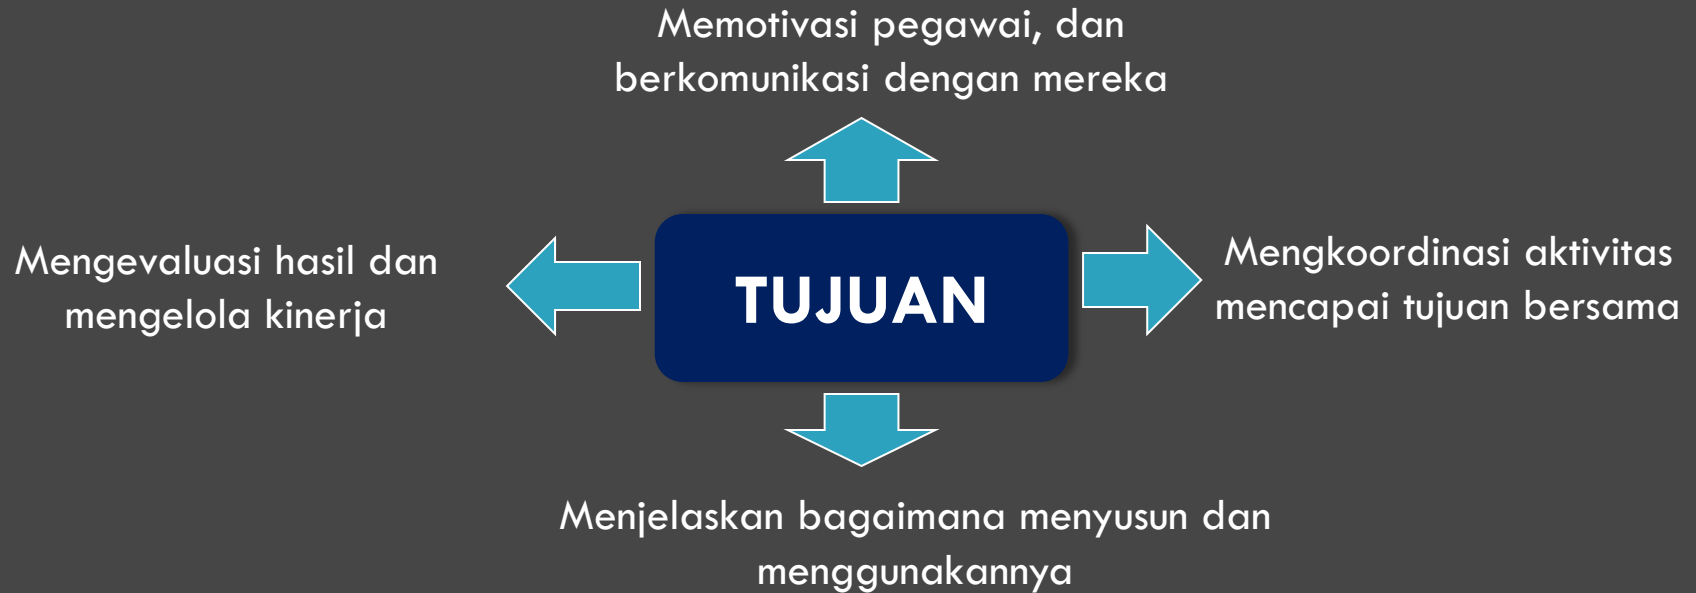 Memotivasi pegawai, dan
berkomunikasi dengan mereka
Mengevaluasi hasil dan
mengelola kinerja
TUJUAN
Mengkoordinasi aktivitas
mencapai tujuan bersama
Menjelaskan bagaimana menyusun dan
menggunakannya